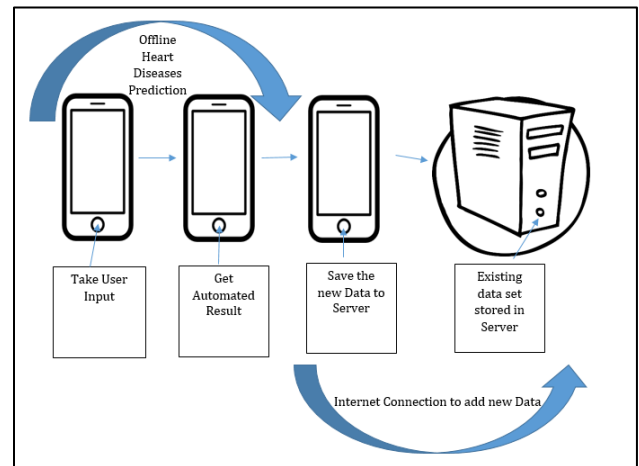 Offline
Heart
Diseases
Prediction
Take User
Input
Get
Automated
Result
Save the
new Data to
Server
Existing
data set
stored in
Server
Internet Connection to add new Data